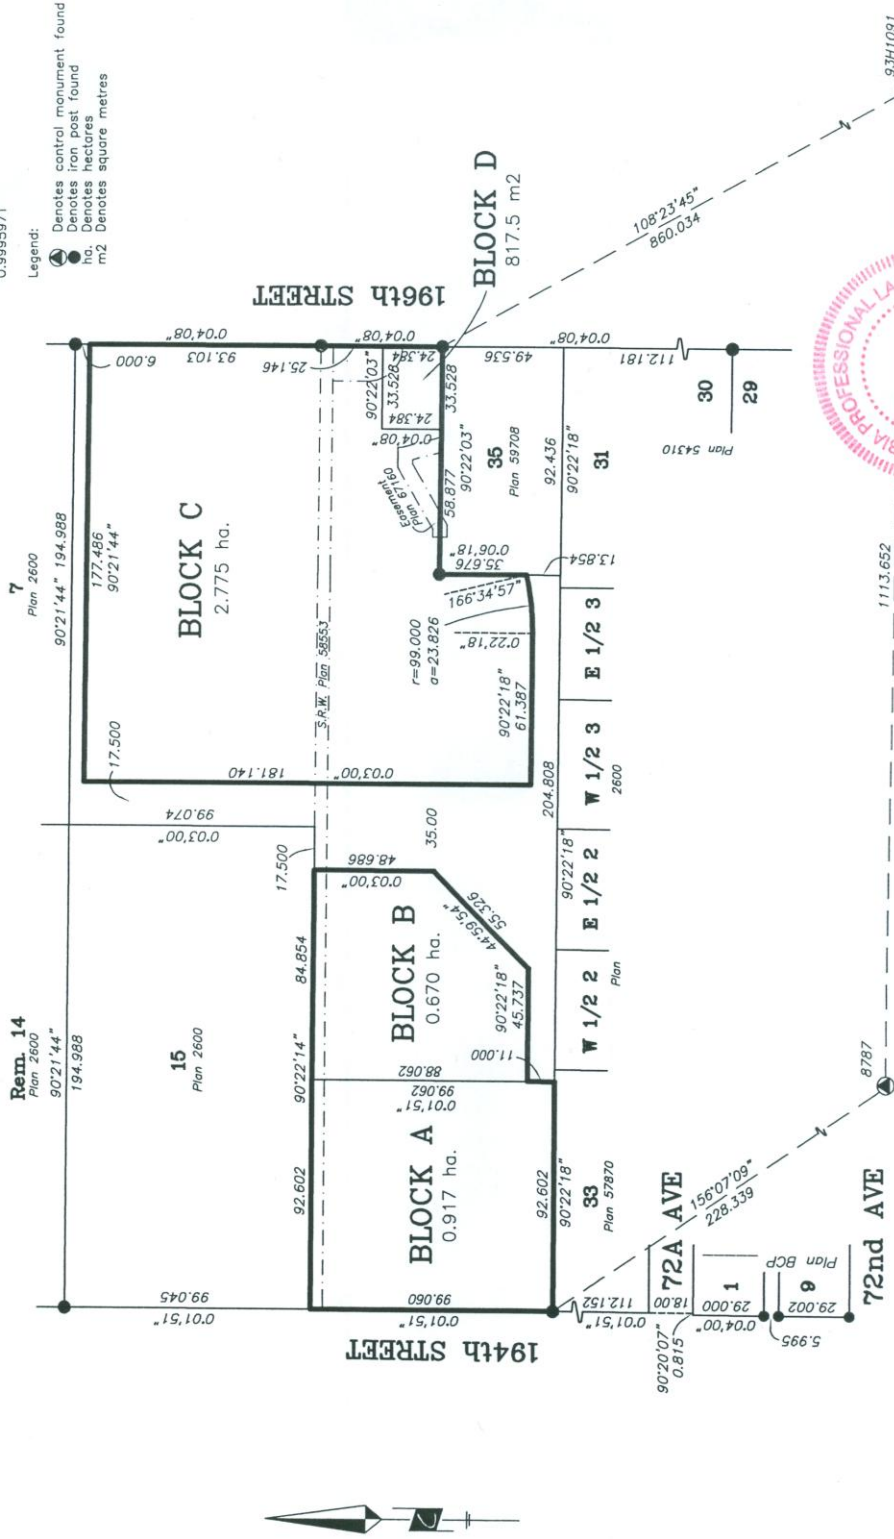 0.9995971
Legend:
Denotes control monument found
Denotes iron post found
ha. Denotes hectares
m2 Denotes square metres
7
Plan 2600
90°21'44" 194.988
Rem. 14
Plan 2600
90°21'44"
194.988
15
Plan 2600
99.045
0°01'51"
17.500
99.074
0°03'00"
17.500
177.486
90°21'44"
6.000
93.103
0°04'08"
BLOCK C
2.775 ha.
181.140
0°03'00"
S.R.W. Plan 58553
25.146
0°04'08"
196th STREET
90°22'03"
33.528
24.384
24.384
0°04'08"
33.528
BLOCK D
817.5 m2
Easement
Plan 67160
58.877
90°22'03"
35
Plan 59708
49.536
0°06'18"
35.676
166°34'57"
r=99.000
a=23.826
0°22'18"
90°22'18"
61.387
13.854
92.436
90°22'18"
31
112.181
0°04'08"
30
29
Plan 54310
108°23'45"
860.034
93H1091
84.854
90°22'14"
92.602
48.686
0°03'00"
35.00
BLOCK B
0.670 ha.
55.326
44°59'54"
90°22'18"
45.737
11.000
88.062
99.062
0°01'51"
BLOCK A
0.917 ha.
99.060
0°01'51"
194th STREET
92.602
90°22'18"
33
Plan 57870
204.808
90°22'18"
W 1/2 2
E 1/2 2
W 1/2 3
E 1/2 3
Plan
2600
112.152
0°01'51"
72A AVE
18.00
90°20'07"
0.815
1
29.000
0°04'00"
Plan BCP
9
29.002
5.995
72nd AVE
156°07'09"
228.339
8787
1113.652
BIA PROFESSIONAL LA